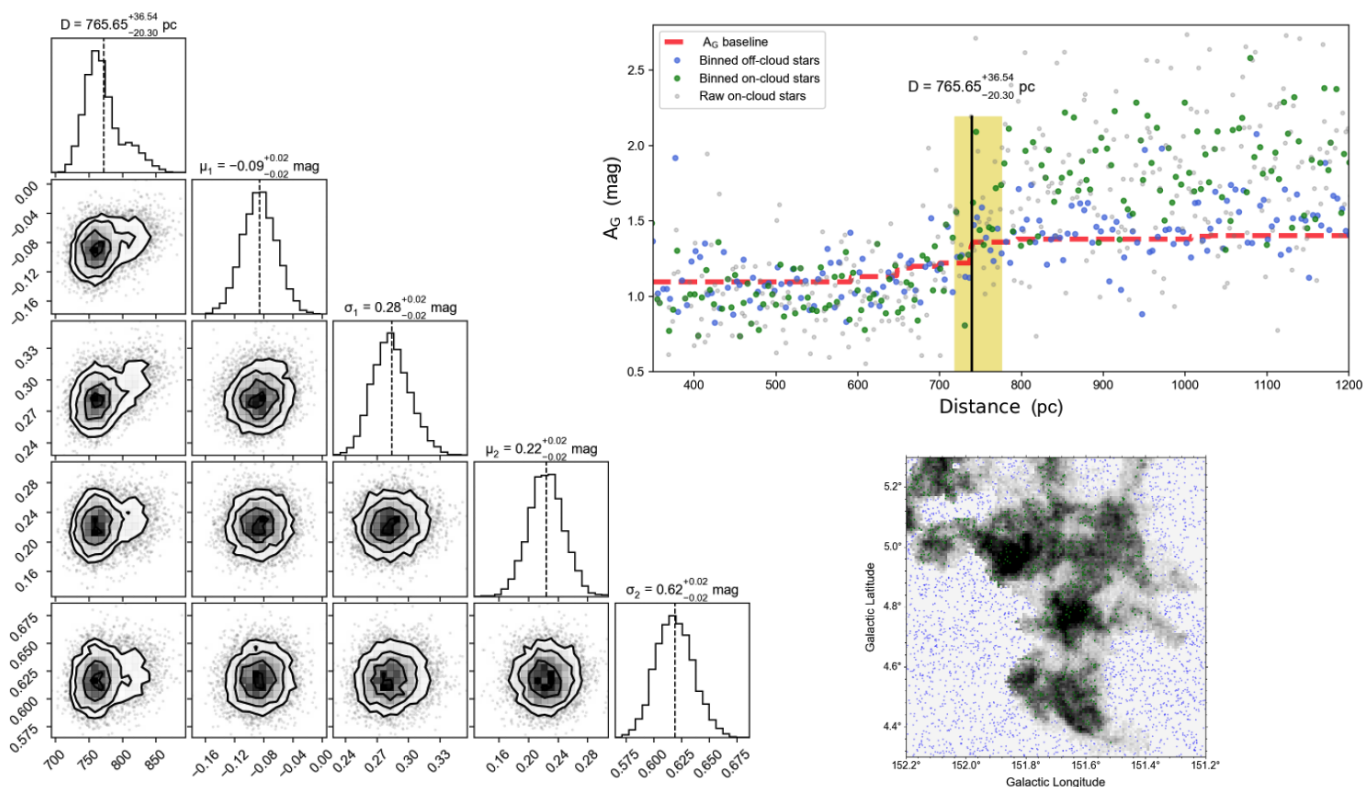 D = 765.65 +36.54 −20.30 pc
μ₁ = −0.09 +0.02 −0.02 mag
0.00
−0.04
−0.08
−0.12
−0.16
σ₁ = 0.28 +0.02 −0.02 mag
0.33
0.30
0.27
0.24
μ₂ = 0.22 +0.02 −0.02 mag
0.28
0.24
0.20
0.16
σ₂ = 0.62 +0.02 −0.02 mag
0.675
0.650
0.625
0.600
0.575
700 750 800 850
−0.16 −0.12 −0.08 −0.04 0.00
0.24 0.27 0.30 0.33
0.16 0.20 0.24 0.28
0.575 0.600 0.625 0.650 0.675
A_G baseline
Binned off-cloud stars
Binned on-cloud stars
Raw on-cloud stars
D = 765.65 +36.54 −20.30 pc
A_G (mag)
2.5
2.0
1.5
1.0
0.5
400 500 600 700 800 900 1000 1100 1200
Distance (pc)
Galactic Latitude
5.2°
5.0°
4.8°
4.6°
4.4°
152.2° 152.0° 151.8° 151.6° 151.4° 151.2°
Galactic Longitude